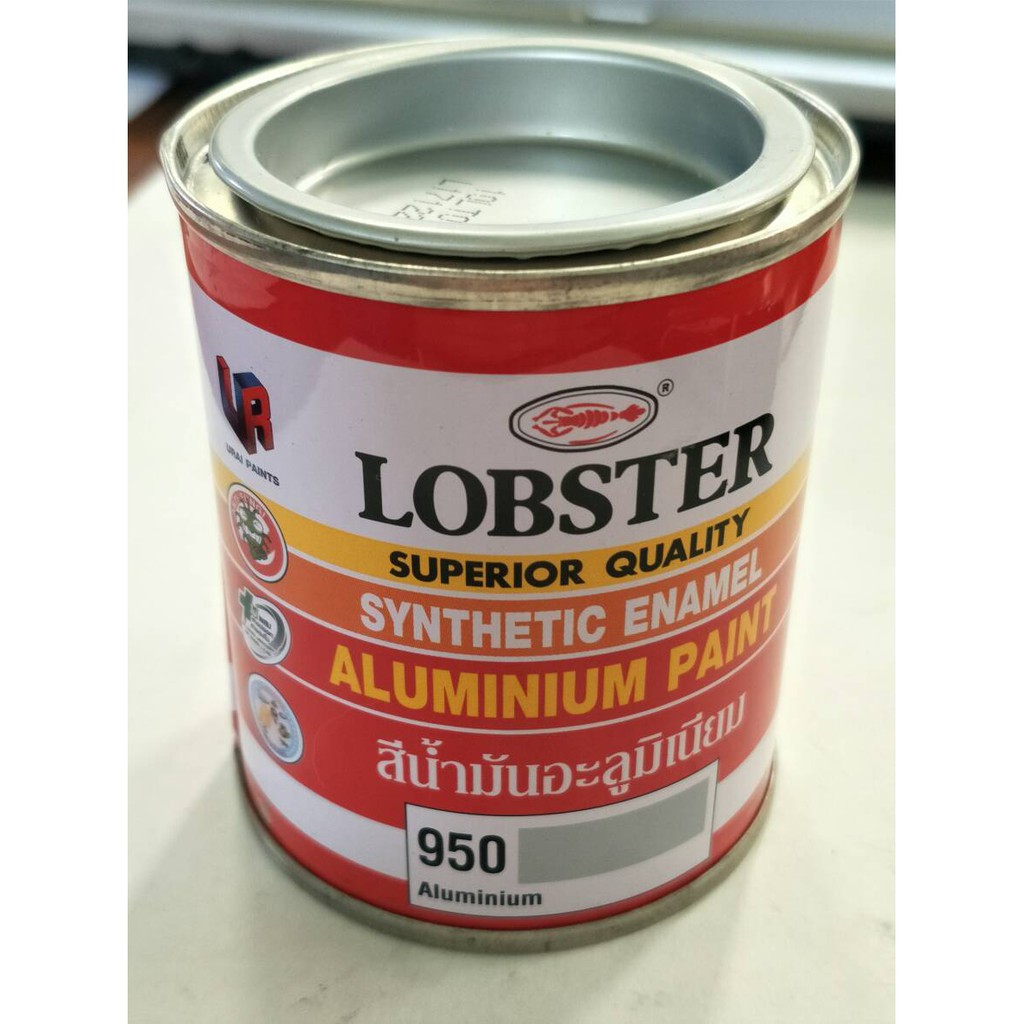 UR
URAI PAINTS
®
LOBSTER
SUPERIOR QUALITY
SYNTHETIC ENAMEL
ALUMINIUM PAINT
สีน้ำมันอะลูมิเนียม
950
Aluminium